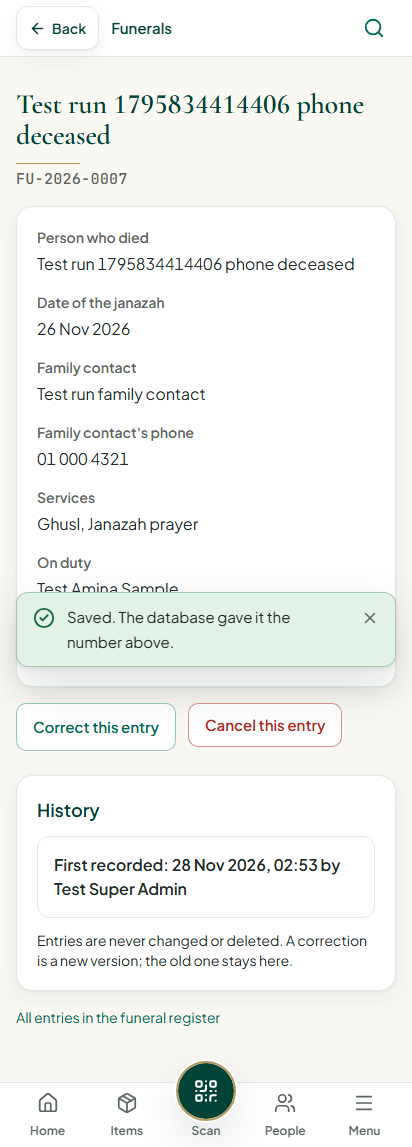 Back
Funerals
Test run 1795834414406 phone
deceased
FU-2026-0007
Person who died
Test run 1795834414406 phone deceased
Date of the janazah
26 Nov 2026
Family contact
Test run family contact
Family contact's phone
01 000 4321
Services
Ghusl, Janazah prayer
On duty
Test Amina Sample
Saved. The database gave it the
number above.
Correct this entry
Cancel this entry
History
First recorded: 28 Nov 2026, 02:53 by
Test Super Admin
Entries are never changed or deleted. A correction
is a new version; the old one stays here.
All entries in the funeral register
Home
Items
Scan
People
Menu